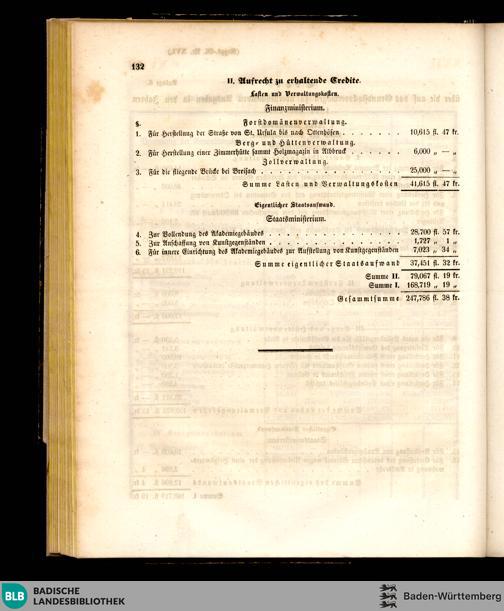 132
II. Aufrecht zu erhaltende Credite.
Lasten und Verwaltungskosten.
Finanzministerium.
§. Forstdomänenverwaltung.
1. Für Herstellung der Straße von St. Ursula bis nach Ottenhöfen . . . . . . . 10,615 fl. 47 kr.
Berg- und Hüttenverwaltung.
2. Für Herstellung einer Zimmerhütte sammt Holzmagazin in Albbruck . . . . . . 6,000 „ — „
Zollverwaltung.
3. Für die fliegende Brücke bei Breisach . . . . . . . . . . . . . . . . 25,000 „ — „
Summe Lasten und Verwaltungskosten 41,615 fl. 47 kr.
Eigentlicher Staatsaufwand.
Staatsministerium.
4. Zur Vollendung des Akademiegebäudes . . . . . . . . . . . . . . . 28,700 fl. 57 kr.
5. Zur Anschaffung von Kunstgegenständen . . . . . . . . . . . . . . . 1,727 „ 1 „
6. Für innere Einrichtung des Akademiegebäudes zur Aufstellung von Kunstgegenständen 7,023 „ 34 „
Summe eigentlicher Staatsaufwand 37,451 fl. 32 kr.
Summe II. 79,067 fl. 19 kr.
Summe I. 168,719 „ 19 „
Gesammtsumme 247,786 fl. 38 kr.
BLB BADISCHE
LANDESBIBLIOTHEK
Baden-Württemberg